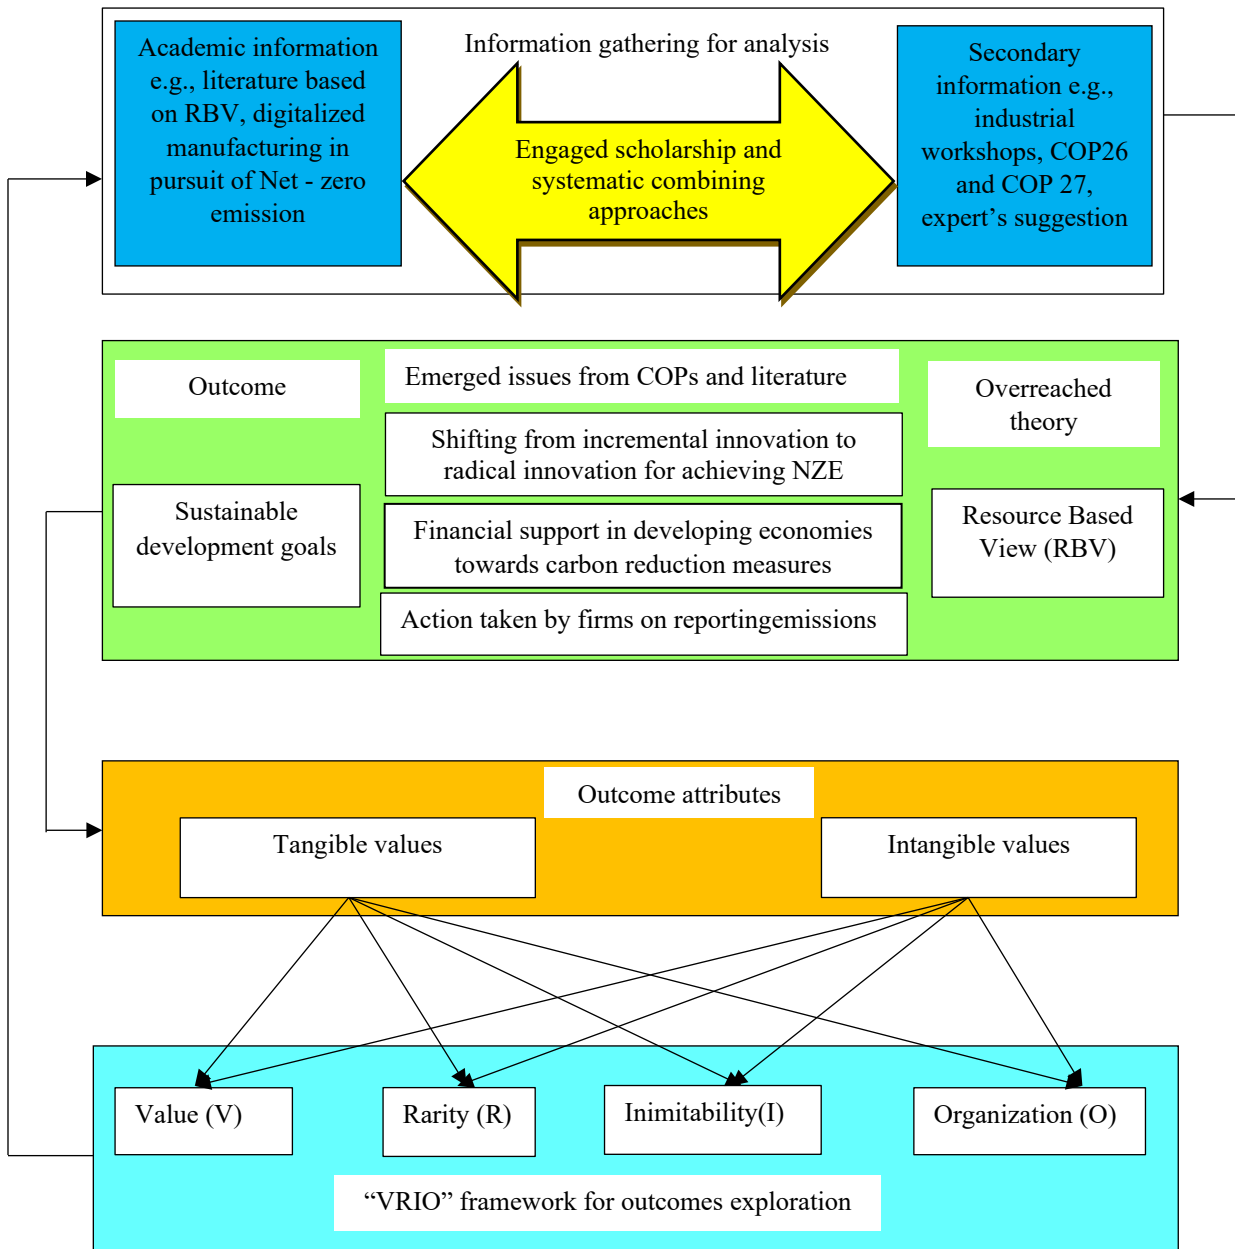 Academic information
e.g., literature based
on RBV, digitalized
manufacturing in
pursuit of Net - zero
emission
Information gathering for analysis
Engaged scholarship and
systematic combining
approaches
Secondary
information e.g.,
industrial
workshops, COP26
and COP 27,
expert’s suggestion
Outcome
Emerged issues from COPs and literature
Overreached
theory
Shifting from incremental innovation to
radical innovation for achieving NZE
Sustainable
development goals
Financial support in developing economies
towards carbon reduction measures
Resource Based
View (RBV)
Action taken by firms on reportingemissions
Outcome attributes
Tangible values
Intangible values
Value (V)
Rarity (R)
Inimitability(I)
Organization (O)
“VRIO” framework for outcomes exploration